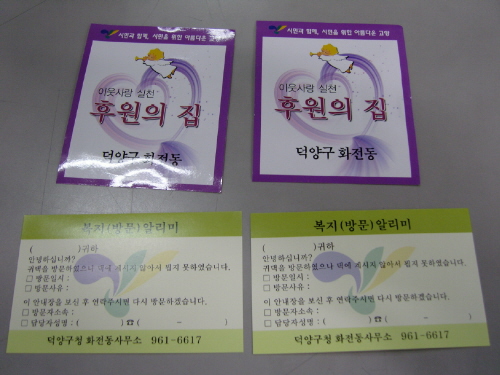 시민과 함께, 시민을 위한 아름다운 고양
이웃사랑 실천
후원의 집
덕양구 화전동
시민과 함께, 시민을 위한 아름다운 고양
이웃사랑 실천
후원의 집
덕양구 화전동
복지(방문)알리미
( )귀하
안녕하십니까?
귀댁을 방문하였으나 댁에 계시지 않아서 뵙지 못하였습니다.
□ 방문일시 :
□ 방문사유 :
이 안내장을 보신 후 연락주시면 다시 방문하겠습니다.
□ 방문자소속 :
□ 담당자성명 : ( ) ☎ ( - )
덕양구청 화전동사무소 961-6617
복지(방문)알리미
( )귀하
안녕하십니까?
귀댁을 방문하였으나 댁에 계시지 않아서 뵙지 못하였습니다.
□ 방문일시 :
□ 방문사유 :
이 안내장을 보신 후 연락주시면 다시 방문하겠습니다.
□ 방문자소속 :
□ 담당자성명 : ( ) ☎ ( - )
덕양구청 화전동사무소 961-6617